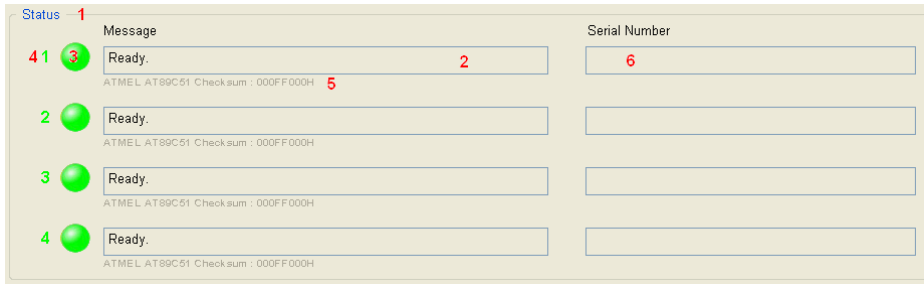 Status 1
Message Serial Number
4 1 3 Ready. 2 6
ATMEL AT89C51 Checksum : 000FF000H 5
2 Ready.
ATMEL AT89C51 Checksum : 000FF000H
3 Ready.
ATMEL AT89C51 Checksum : 000FF000H
4 Ready.
ATMEL AT89C51 Checksum : 000FF000H